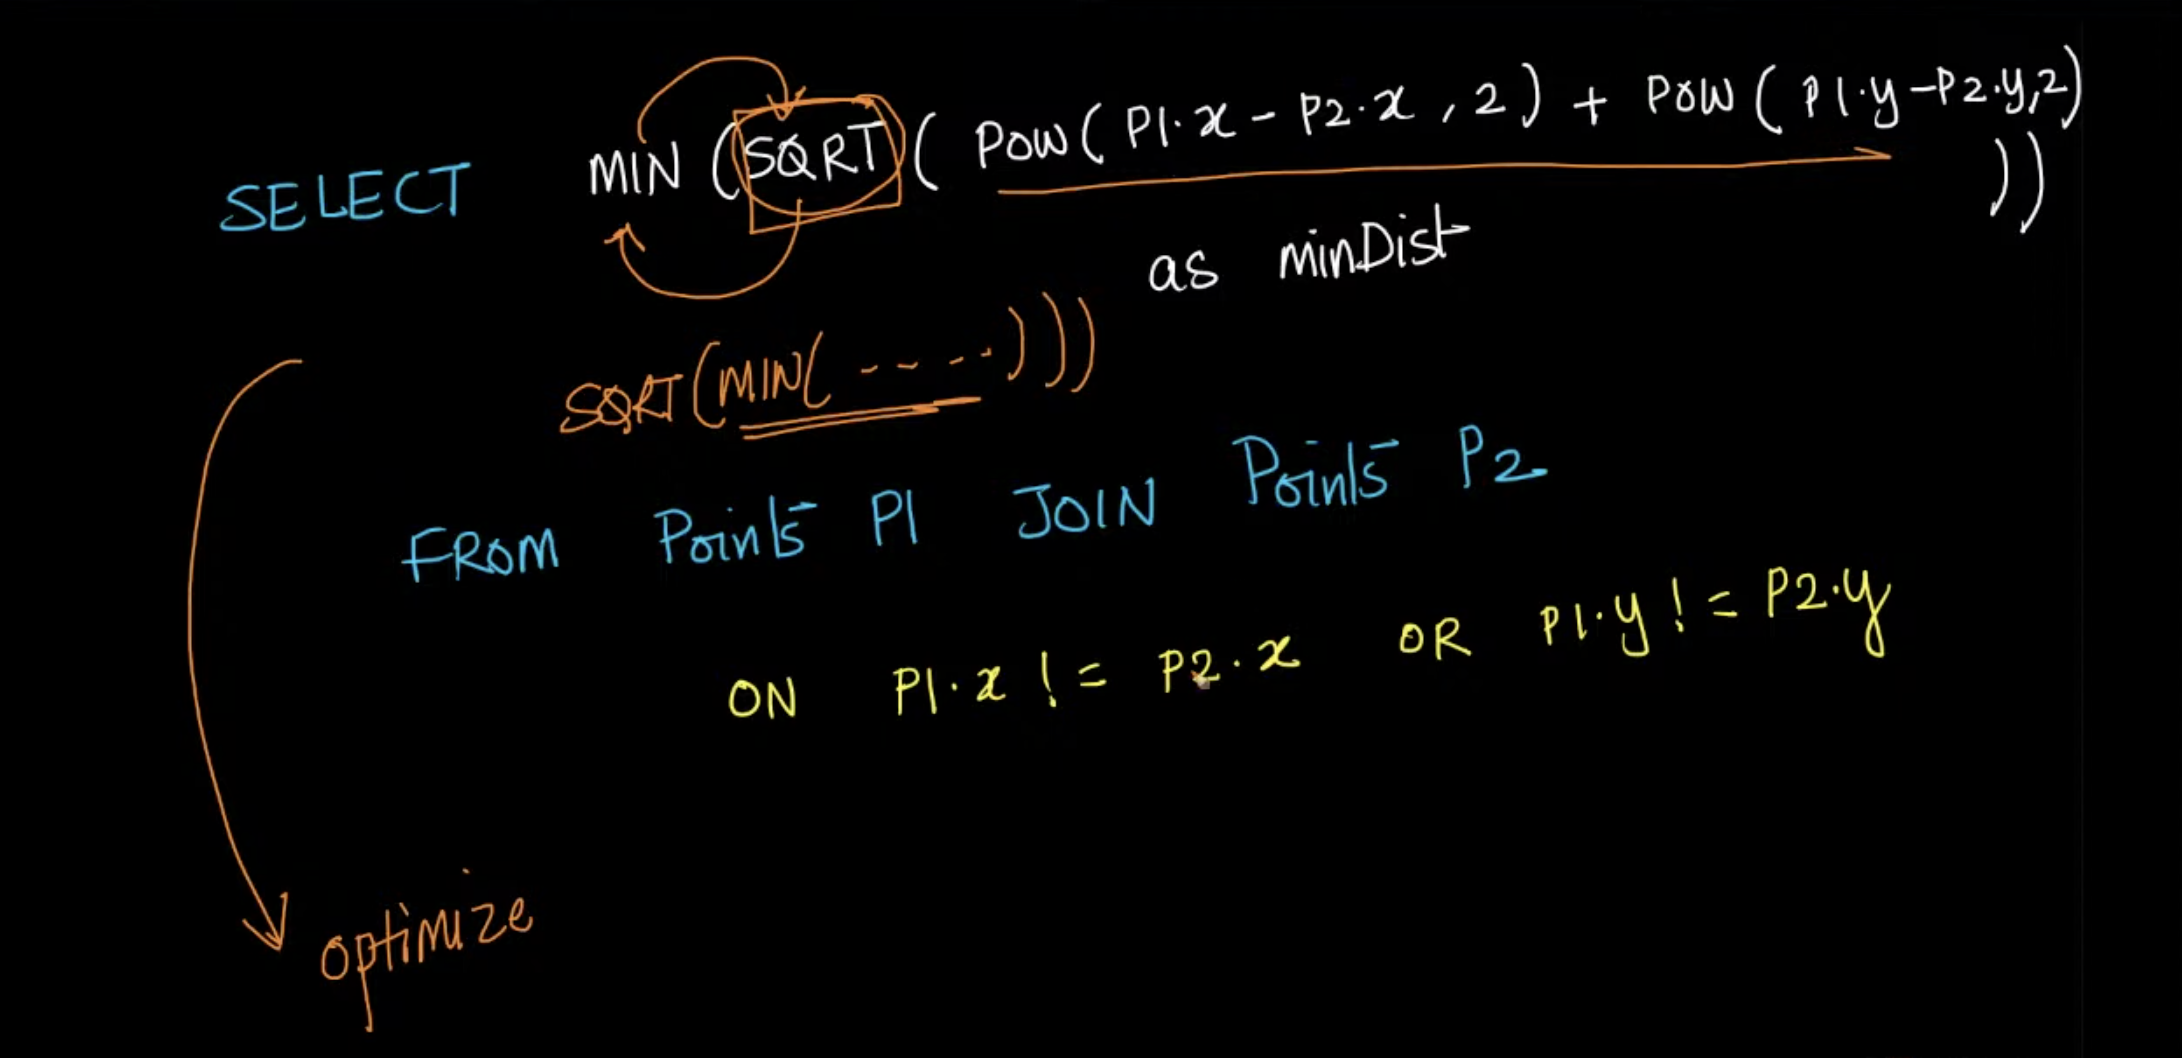 SELECT MIN (SQRT ( POW ( P1.x - P2.x , 2 ) + POW ( P1.y - P2.y, 2 )
))
as minDist
SQRT (MIN( - - - - . . ) ) )
FROM Points P1 JOIN Points P2
ON P1.x != P2.x OR P1.y != P2.y
optimize